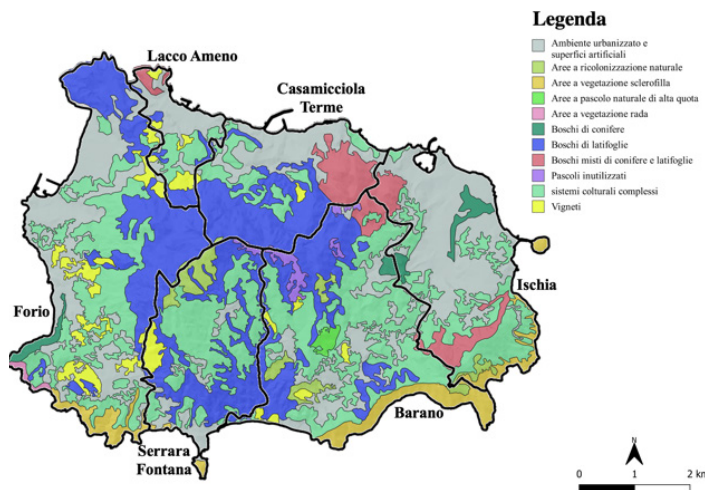 Legenda
Ambiente urbanizzato e
superfici artificiali
Aree a ricolonizzazione naturale
Aree a vegetazione sclerofilla
Aree a pascolo naturale di alta quota
Aree a vegetazione rada
Boschi di conifere
Boschi di latifoglie
Boschi misti di conifere e latifoglie
Pascoli inutilizzati
sistemi colturali complessi
Vigneti
Lacco Ameno
Casamicciola
Terme
Forio
Ischia
Barano
Serrara
Fontana
N
0 1 2 km